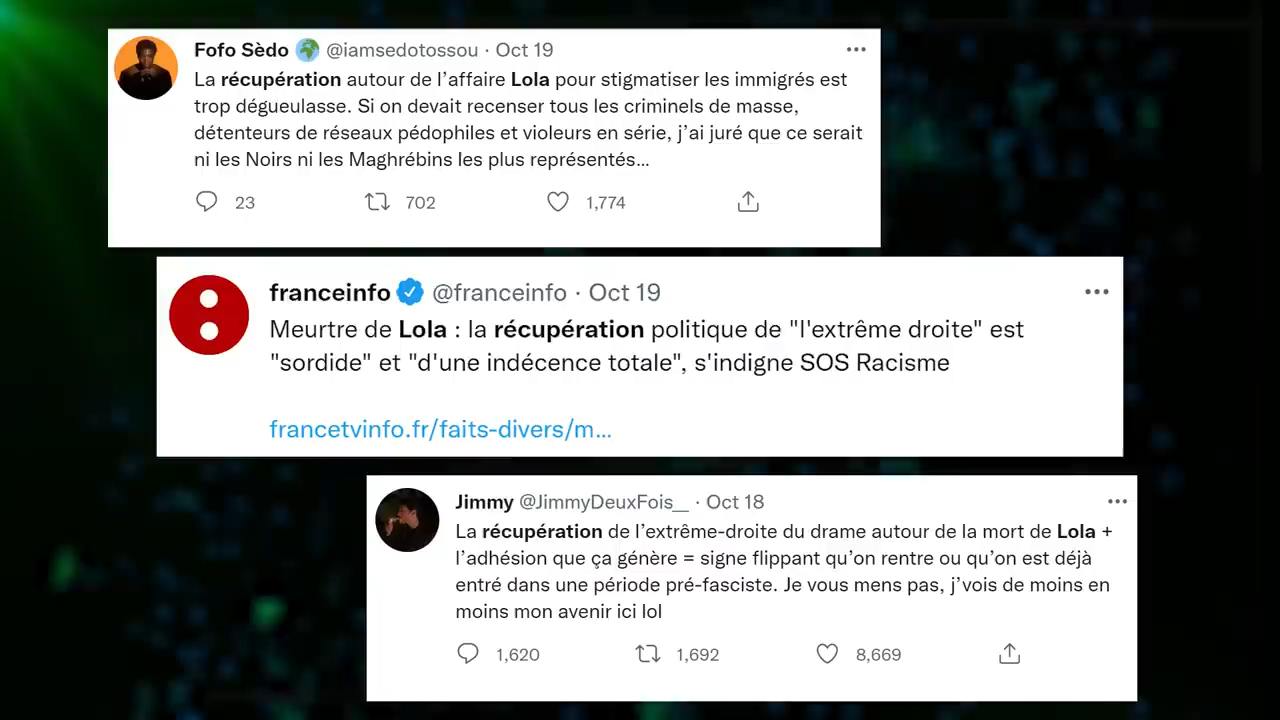 Fofo Sèdo 🌍 @iamsedotossou · Oct 19
La récupération autour de l’affaire Lola pour stigmatiser les immigrés est
trop dégueulasse. Si on devait recenser tous les criminels de masse,
détenteurs de réseaux pédophiles et violeurs en série, j’ai juré que ce serait
ni les Noirs ni les Maghrébins les plus représentés...
23 702 1,774
franceinfo @franceinfo · Oct 19
Meurtre de Lola : la récupération politique de "l'extrême droite" est
"sordide" et "d'une indécence totale", s'indigne SOS Racisme
francetvinfo.fr/faits-divers/m...
Jimmy @JimmyDeuxFois__ · Oct 18
La récupération de l’extrême-droite du drame autour de la mort de Lola +
l’adhésion que ça génère = signe flippant qu’on rentre ou qu’on est déjà
entré dans une période pré-fasciste. Je vous mens pas, j’vois de moins en
moins mon avenir ici lol
1,620 1,692 8,669